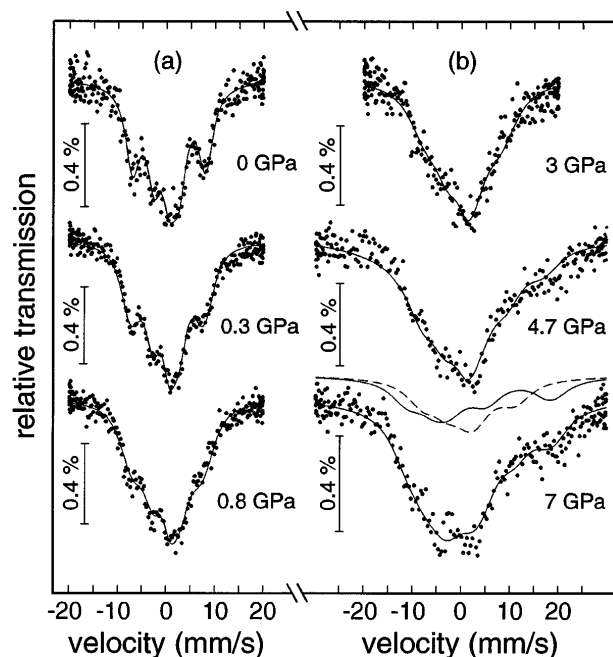 (a)
(b)
0.4 %
0 GPa
0.4 %
3 GPa
relative transmission
0.4 %
0.3 GPa
0.4 %
4.7 GPa
0.4 %
0.8 GPa
0.4 %
7 GPa
-20 -10 0 10 20
-10 0 10 20
velocity (mm/s)
velocity (mm/s)